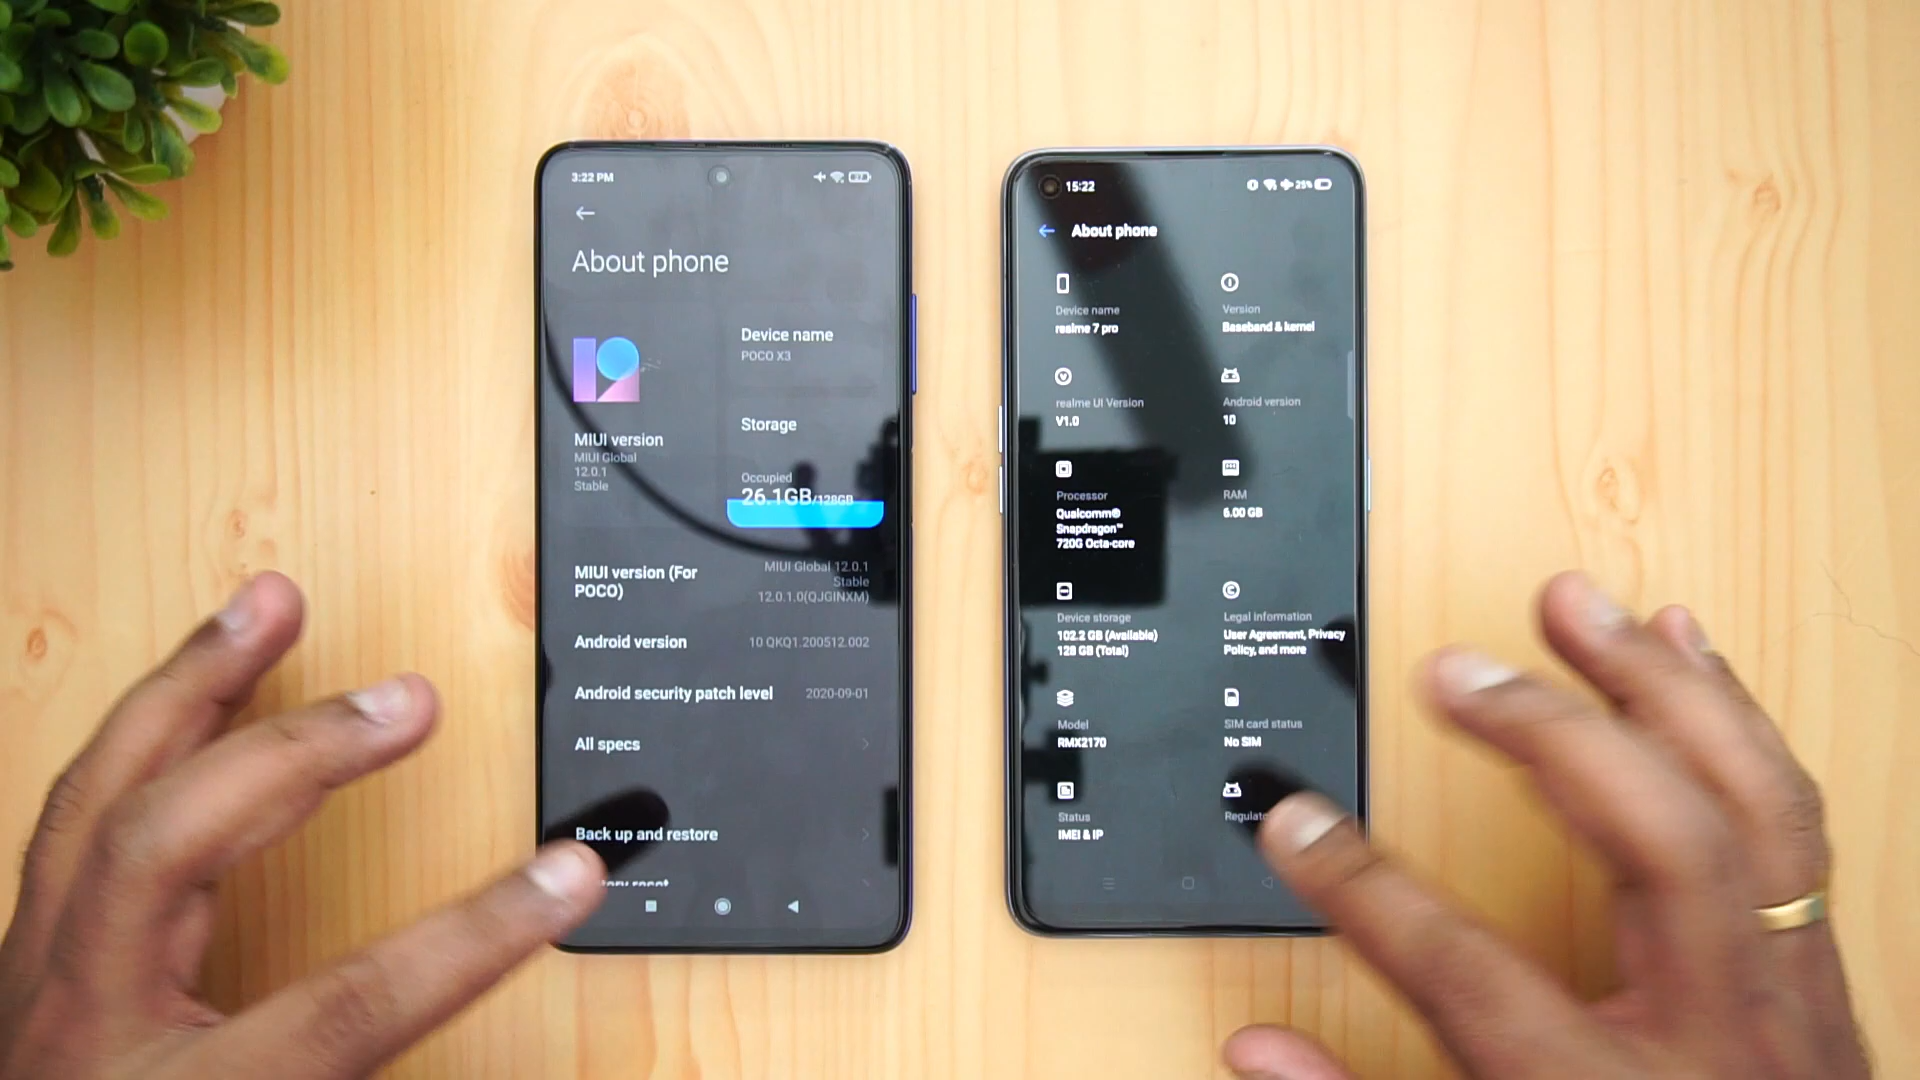 3:22 PM
27
About phone
Device name
POCO X3
Storage
MIUI version
MIUI Global
12.0.1
Stable
Occupied
26.1GB/128GB
MIUI version (For
POCO)
MIUI Global 12.0.1
Stable
12.0.1.0(QJGINXM)
Android version
10 QKQ1.200512.002
Android security patch level
2020-09-01
All specs
Back up and restore
15:22
25%
About phone
Device name
realme 7 pro
Version
Baseband & kernel
realme UI Version
V1.0
Android version
10
Processor
Qualcomm®
Snapdragon™
720G Octa-core
RAM
6.00 GB
Device storage
102.2 GB (Available)
128 GB (Total)
Legal information
User Agreement, Privacy
Policy, and more
Model
RMX2170
SIM card status
No SIM
Status
IMEI & IP